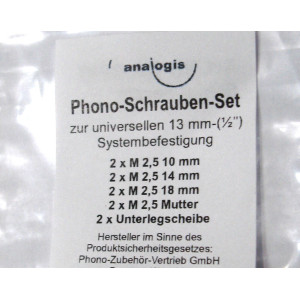 analogis
Phono-Schrauben-Set
zur universellen 13 mm-(½")
Systembefestigung
2 x M 2,5 10 mm
2 x M 2,5 14 mm
2 x M 2,5 18 mm
2 x M 2,5 Mutter
2 x Unterlegscheibe
Hersteller im Sinne des
Produktsicherheitsgesetzes:
Phono-Zubehör-Vertrieb GmbH